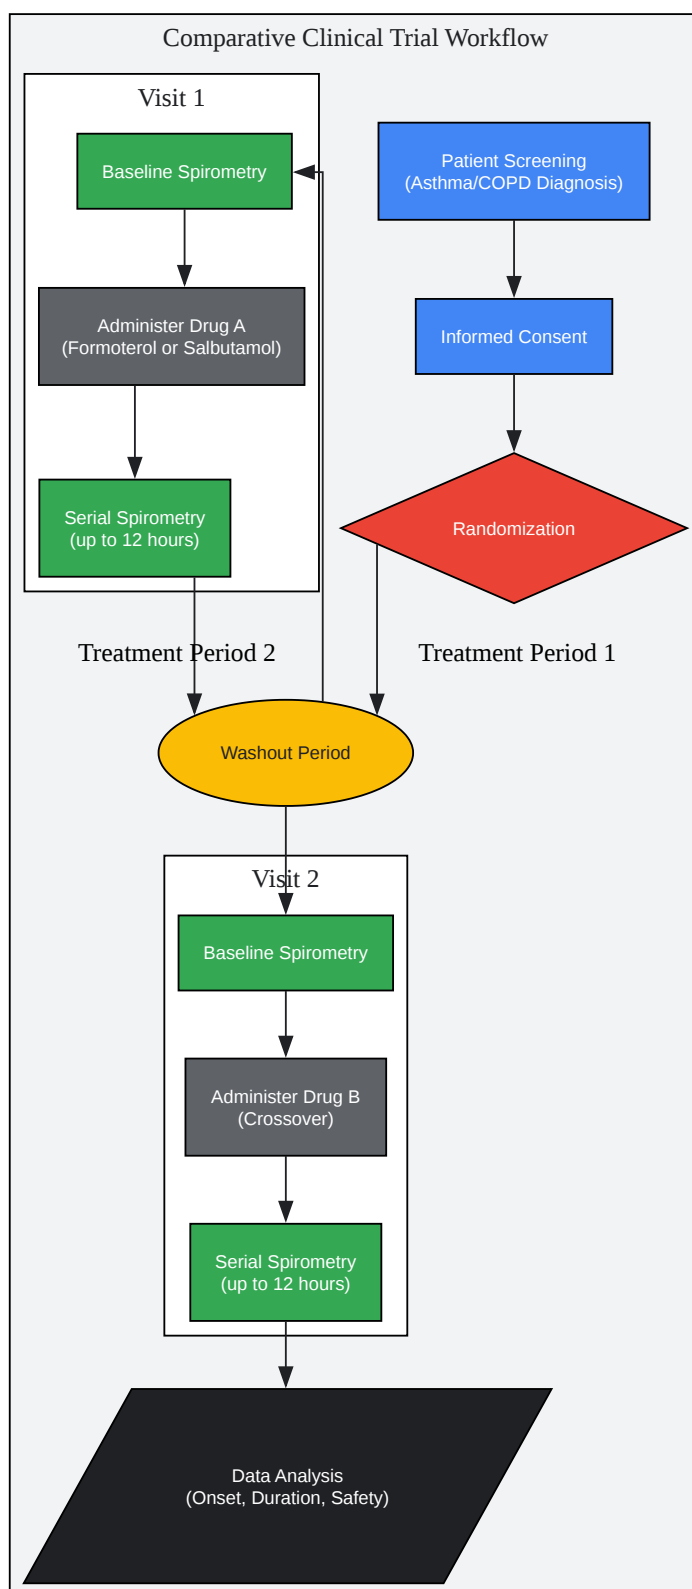 Comparative Clinical Trial Workflow
Visit 1
Baseline Spirometry
Administer Drug A
(Formoterol or Salbutamol)
Serial Spirometry
(up to 12 hours)
Patient Screening
(Asthma/COPD Diagnosis)
Informed Consent
Randomization
Treatment Period 2
Treatment Period 1
Washout Period
Visit 2
Baseline Spirometry
Administer Drug B
(Crossover)
Serial Spirometry
(up to 12 hours)
Data Analysis
(Onset, Duration, Safety)